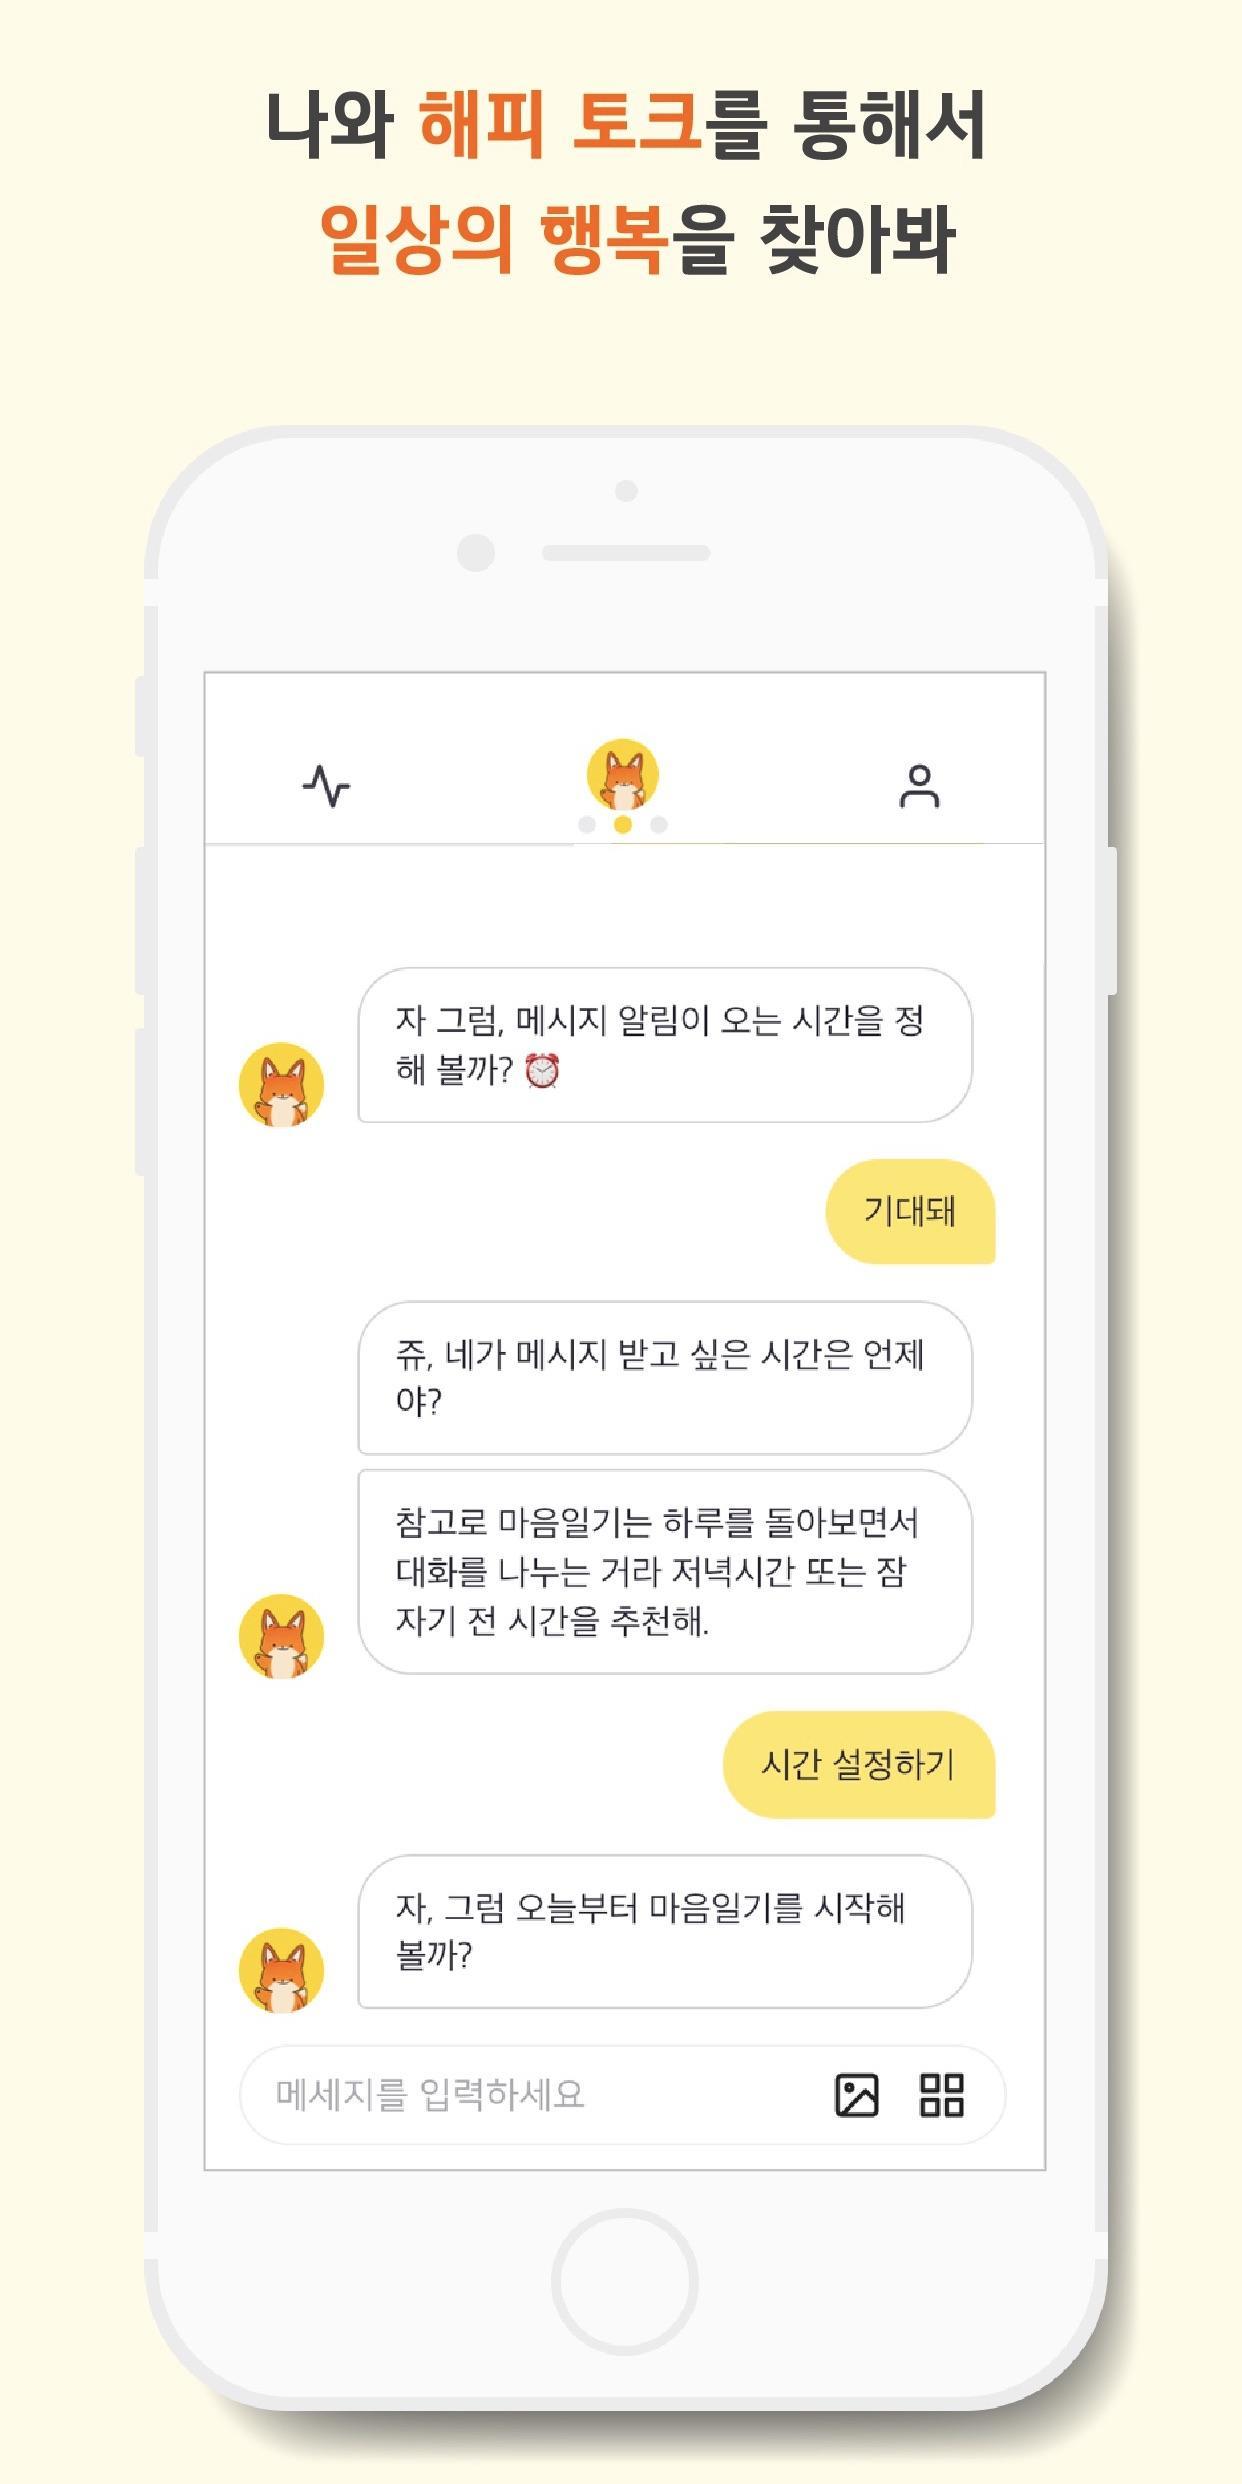 나와 해피 토크를 통해서
일상의 행복을 찾아봐
자 그럼, 메시지 알림이 오는 시간을 정
해 볼까? ⏰
기대돼
쥬, 네가 메시지 받고 싶은 시간은 언제
야?
참고로 마음일기는 하루를 돌아보면서
대화를 나누는 거라 저녁시간 또는 잠
자기 전 시간을 추천해.
시간 설정하기
자, 그럼 오늘부터 마음일기를 시작해
볼까?
메세지를 입력하세요